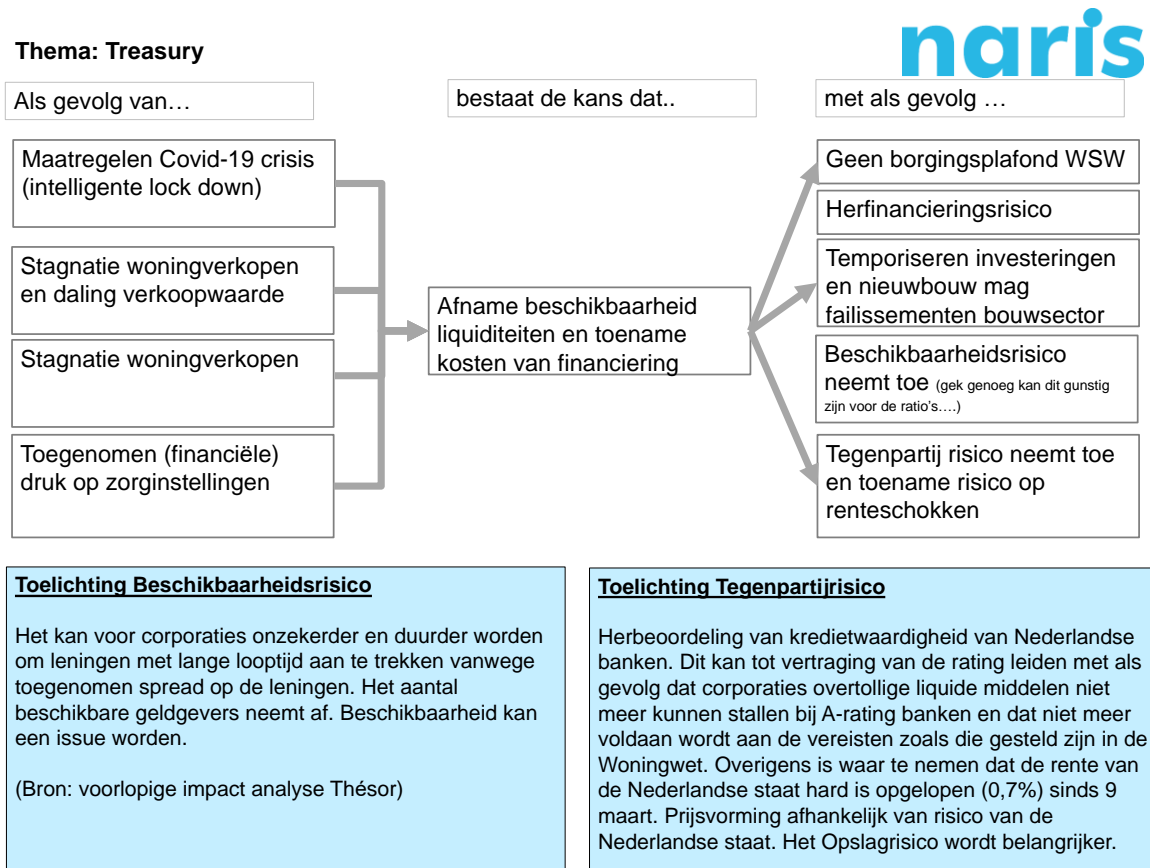 naris
Thema: Treasury
Als gevolg van…
bestaat de kans dat..
met als gevolg …
Maatregelen Covid-19 crisis
(intelligente lock down)
Stagnatie woningverkopen
en daling verkoopwaarde
Stagnatie woningverkopen
Toegenomen (financiële)
druk op zorginstellingen
Afname beschikbaarheid
liquiditeiten en toename
kosten van financiering
Geen borgingsplafond WSW
Herfinancieringsrisico
Temporiseren investeringen
en nieuwbouw mag
failissementen bouwsector
Beschikbaarheidsrisico
neemt toe (gek genoeg kan dit gunstig
zijn voor de ratio's….)
Tegenpartij risico neemt toe
en toename risico op
renteschokken
Toelichting Beschikbaarheidsrisico
Het kan voor corporaties onzekerder en duurder worden
om leningen met lange looptijd aan te trekken vanwege
toegenomen spread op de leningen. Het aantal
beschikbare geldgevers neemt af. Beschikbaarheid kan
een issue worden.
(Bron: voorlopige impact analyse Thésor)
Toelichting Tegenpartijrisico
Herbeoordeling van kredietwaardigheid van Nederlandse
banken. Dit kan tot vertraging van de rating leiden met als
gevolg dat corporaties overtollige liquide middelen niet
meer kunnen stallen bij A-rating banken en dat niet meer
voldaan wordt aan de vereisten zoals die gesteld zijn in de
Woningwet. Overigens is waar te nemen dat de rente van
de Nederlandse staat hard is opgelopen (0,7%) sinds 9
maart. Prijsvorming afhankelijk van risico van de
Nederlandse staat. Het Opslagrisico wordt belangrijker.